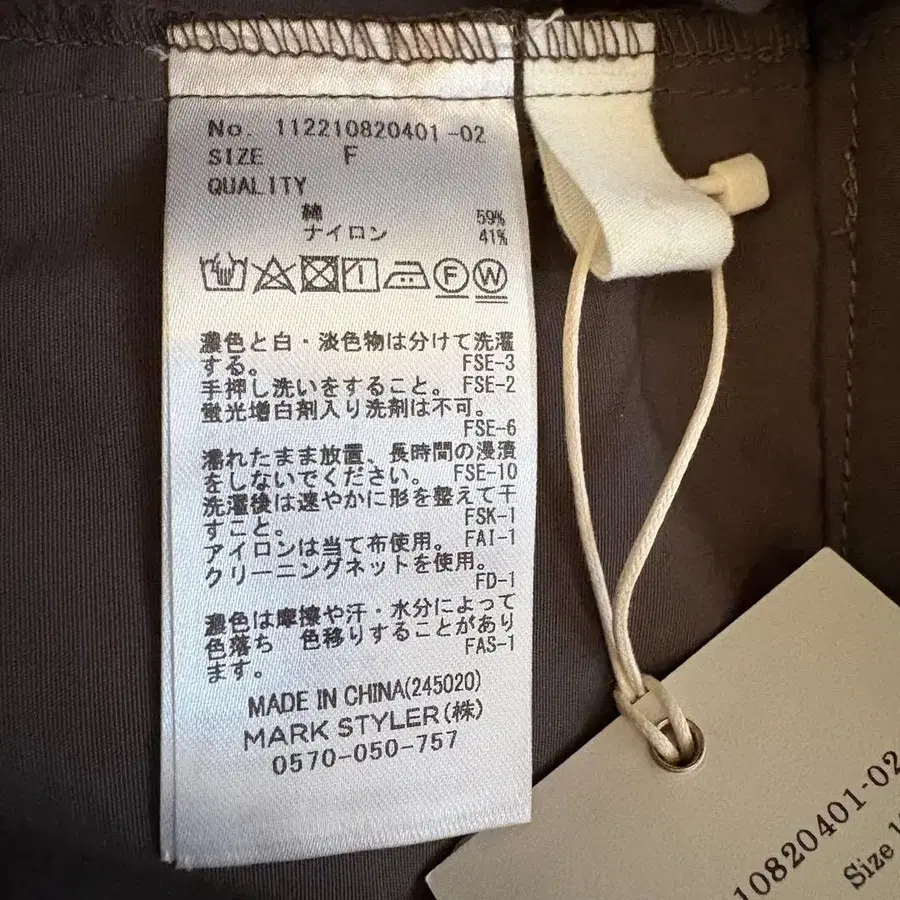 No. 112210820401-02
SIZE F
QUALITY
綿 59%
ナイロン 41%
F W
濃色と白・淡色物は分けて洗濯
する。 FSE-3
手押し洗いをすること。 FSE-2
蛍光増白剤入り洗剤は不可。
FSE-6
濡れたまま放置、長時間の浸漬
をしないでください。 FSE-10
洗濯後は速やかに形を整えて干
すこと。 FSK-1
アイロンは当て布使用。 FAI-1
クリーニングネットを使用。
FD-1
濃色は摩擦や汗・水分によって
色落ち 色移りすることがあり
ます。 FAS-1
MADE IN CHINA(245020)
MARK STYLER(株)
0570-050-757
10820401-02
Size